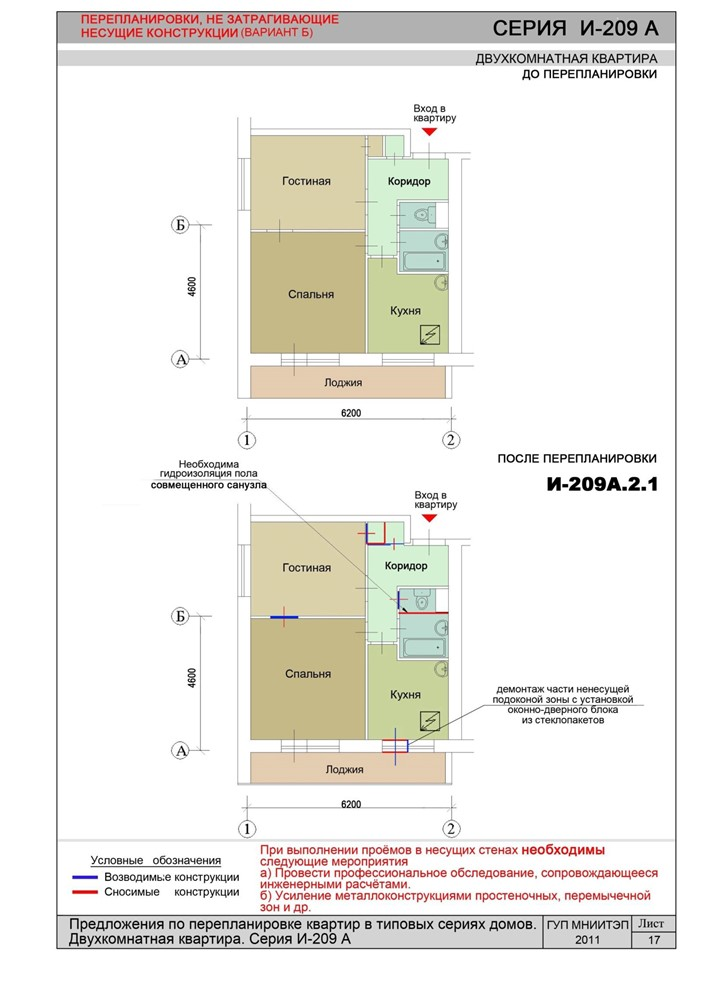 ПЕРЕПЛАНИРОВКИ, НЕ ЗАТРАГИВАЮЩИЕ
НЕСУЩИЕ КОНСТРУКЦИИ (ВАРИАНТ Б)
СЕРИЯ И-209 А
ДВУХКОМНАТНАЯ КВАРТИРА
ДО ПЕРЕПЛАНИРОВКИ
Вход в
квартиру
Гостиная
Коридор
Б
4600
Спальня
Кухня
А
Лоджия
6200
1
2
ПОСЛЕ ПЕРЕПЛАНИРОВКИ
И-209А.2.1
Необходима
гидроизоляция пола
совмещенного санузла
Вход в
квартиру
Гостиная
Коридор
Б
4600
Спальня
Кухня
демонтаж части ненесущей
подоконой зоны с установкой
оконно-дверного блока
из стеклопакетов
А
Лоджия
6200
1
2
Условные обозначения
Возводимые конструкции
Сносимые конструкции
При выполнении проёмов в несущих стенах необходимы
следующие мероприятия
а) Провести профессиональное обследование, сопровождающееся
инженерными расчётами.
б) Усиление металлоконструкциями простеночных, перемычечной
зон и др.
Предложения по перепланировке квартир в типовых сериях домов.
Двухкомнатная квартира. Серия И-209 А
ГУП МНИИТЭП
2011
Лист
17